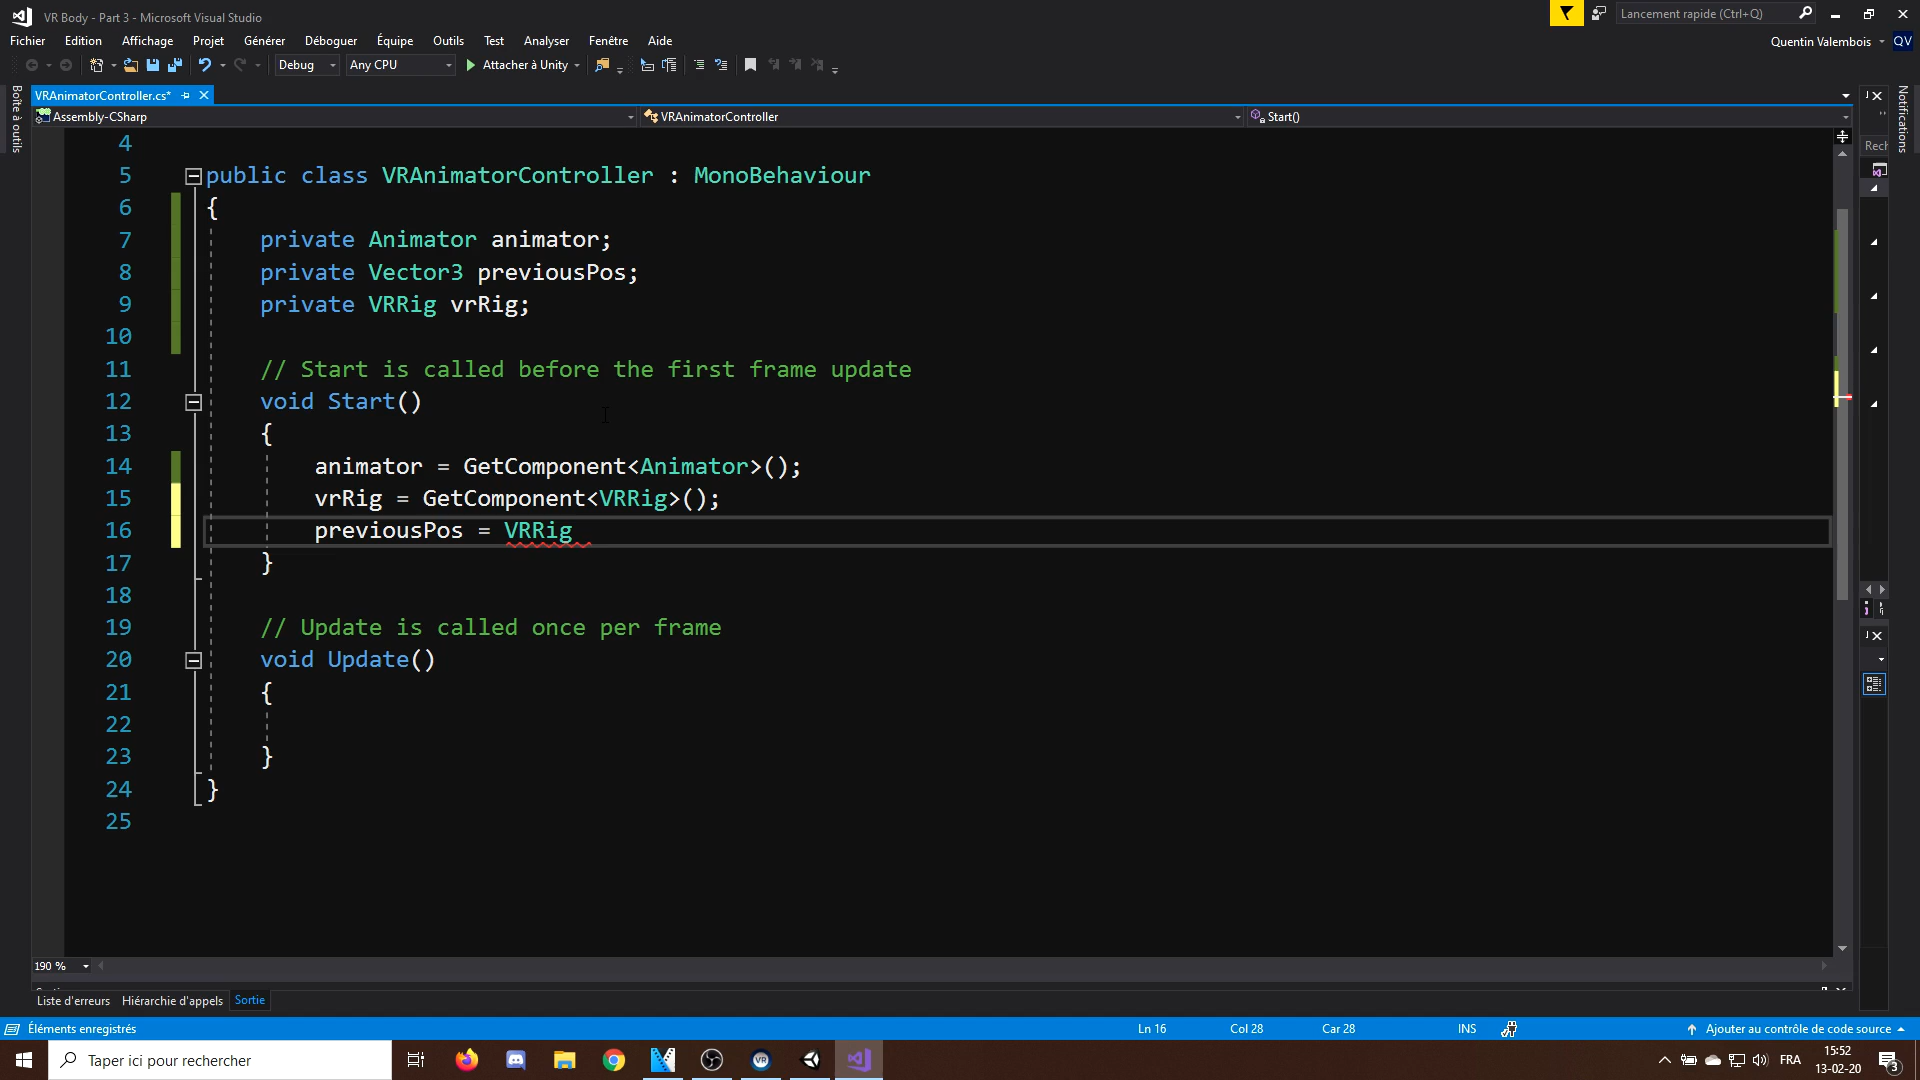 VR Body - Part 3 - Microsoft Visual Studio
Lancement rapide (Ctrl+Q)
Fichier Edition Affichage Projet Générer Déboguer Équipe Outils Test Analyser Fenêtre Aide
Quentin Valembois QV
Debug Any CPU Attacher à Unity
Boîte à outils
VRAnimatorController.cs*
Notifications
Assembly-CSharp VRAnimatorController Start()
Rech
4
5 public class VRAnimatorController : MonoBehaviour
6 {
7 private Animator animator;
8 private Vector3 previousPos;
9 private VRRig vrRig;
10
11 // Start is called before the first frame update
12 void Start()
13 {
14 animator = GetComponent<Animator>();
15 vrRig = GetComponent<VRRig>();
16 previousPos = VRRig
17 }
18
19 // Update is called once per frame
20 void Update()
21 {
22
23 }
24 }
25
190 %
Liste d'erreurs Hiérarchie d'appels Sortie
Éléments enregistrés Ln 16 Col 28 Car 28 INS Ajouter au contrôle de code source
Taper ici pour rechercher
VR
FRA
15:52
13-02-20
3